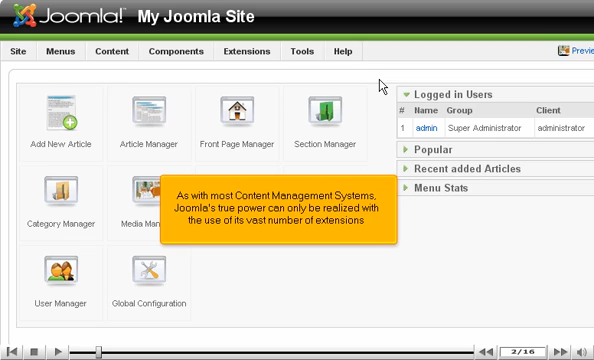 Joomla!® My Joomla Site
Site Menus Content Components Extensions Tools Help Previe
Add New Article
Article Manager
Front Page Manager
Section Manager
Category Manager
Media Man
User Manager
Global Configuration
As with most Content Management Systems,
Joomla's true power can only be realized with
the use of its vast number of extensions
Logged in Users
# Name Group Client
1 admin Super Administrator administrator
Popular
Recent added Articles
Menu Stats
2/16